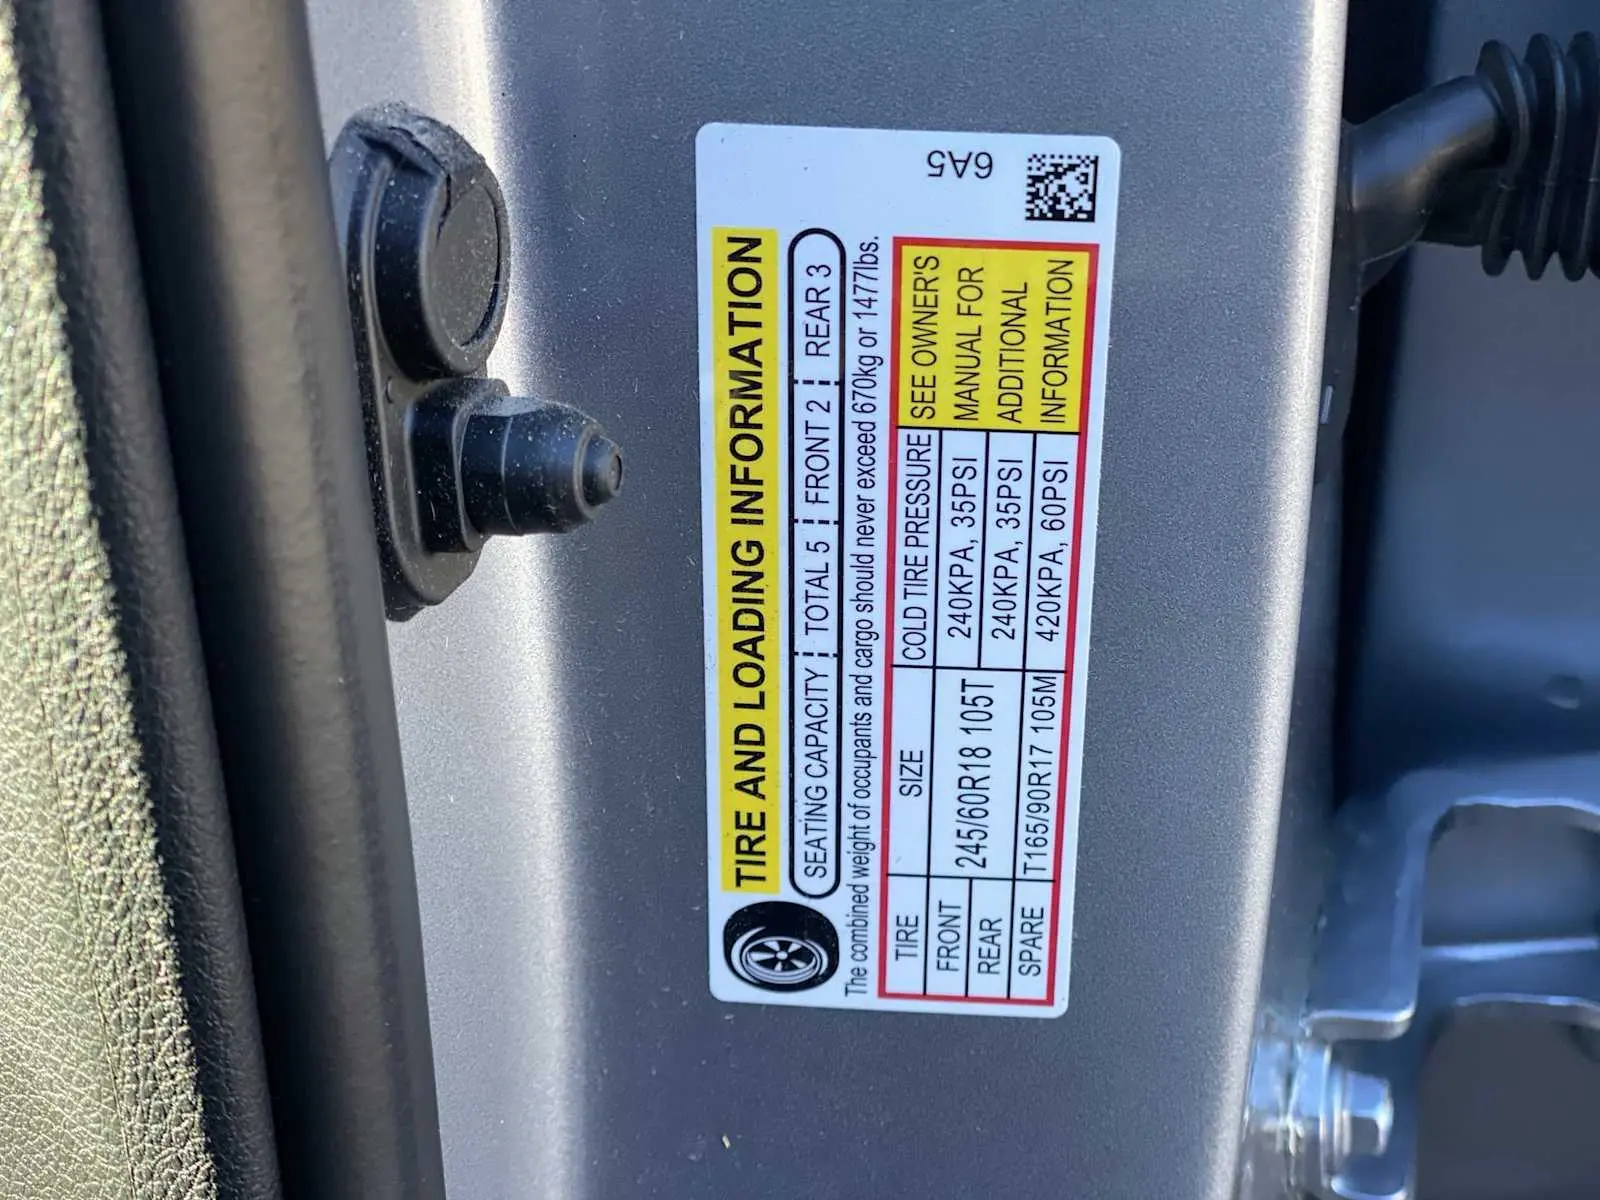 TIRE AND LOADING INFORMATION
SEATING CAPACITY TOTAL 5 FRONT 2 REAR 3
The combined weight of occupants and cargo should never exceed 670kg or 1477lbs.
TIRE SIZE COLD TIRE PRESSURE
FRONT 245/60R18 105T 240KPA, 35PSI
REAR 240KPA, 35PSI
SPARE T165/90R17 105M 420KPA, 60PSI
SEE OWNER'S
MANUAL FOR
ADDITIONAL
INFORMATION
6A5